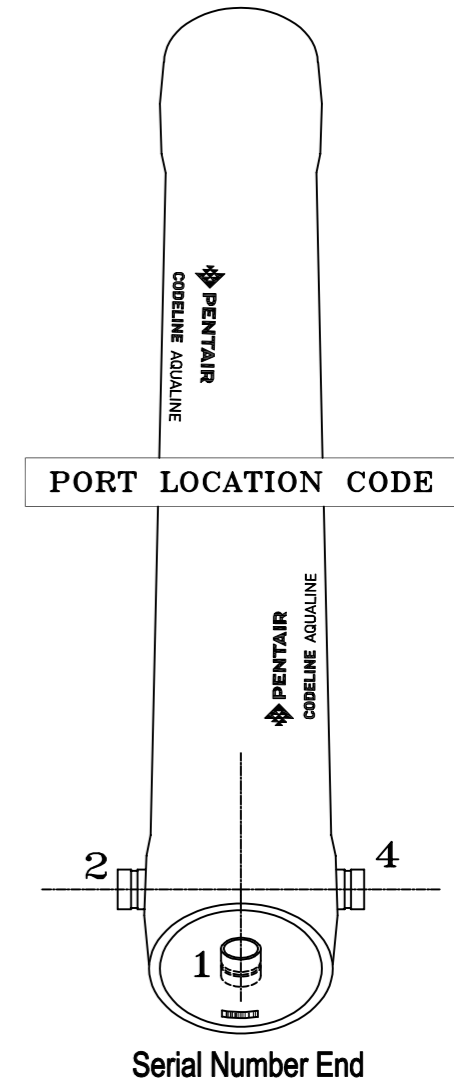 PENTAIR
CODELINE AQUALINE
PORT LOCATION CODE
PENTAIR
CODELINE AQUALINE
2
4
1
Serial Number End